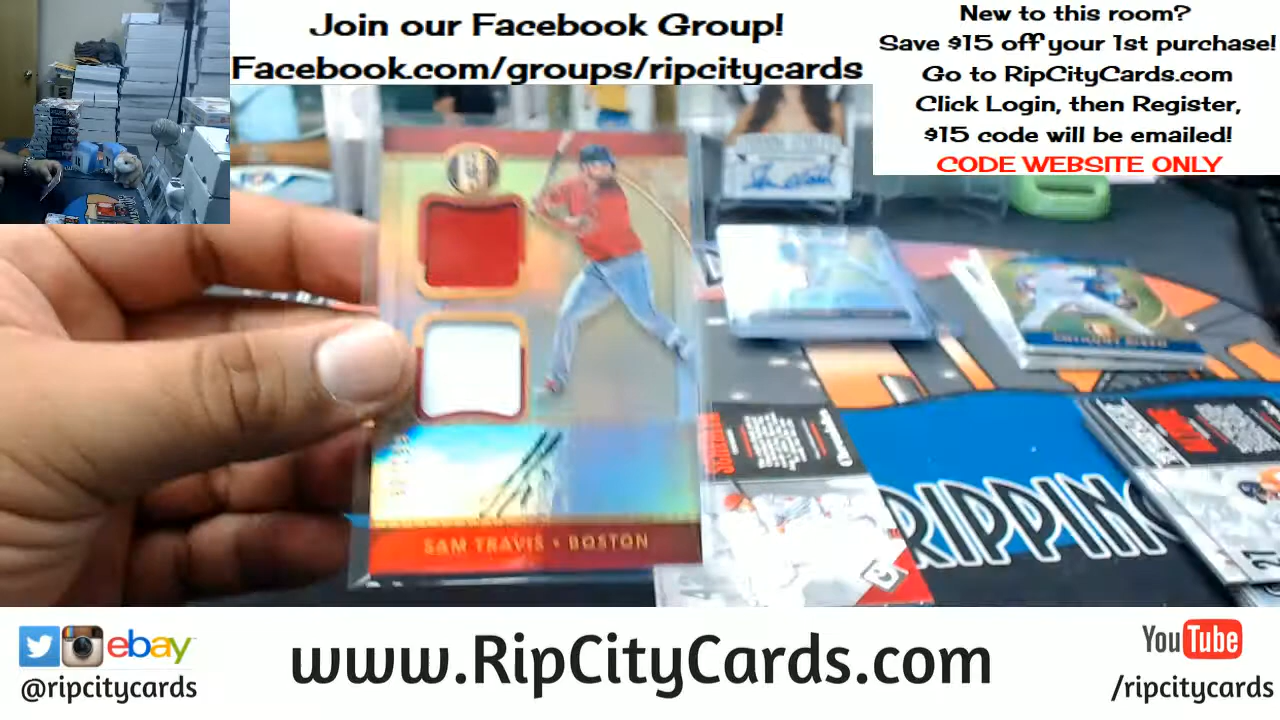 Join our Facebook Group!
Facebook.com/groups/ripcitycards
New to this room?
Save $15 off your 1st purchase!
Go to RipCityCards.com
Click Login, then Register,
$15 code will be emailed!
CODE WEBSITE ONLY
SAM TRAVIS • BOSTON
RIPPING
ebay
@ripcitycards
www.RipCityCards.com
YouTube
/ripcitycards